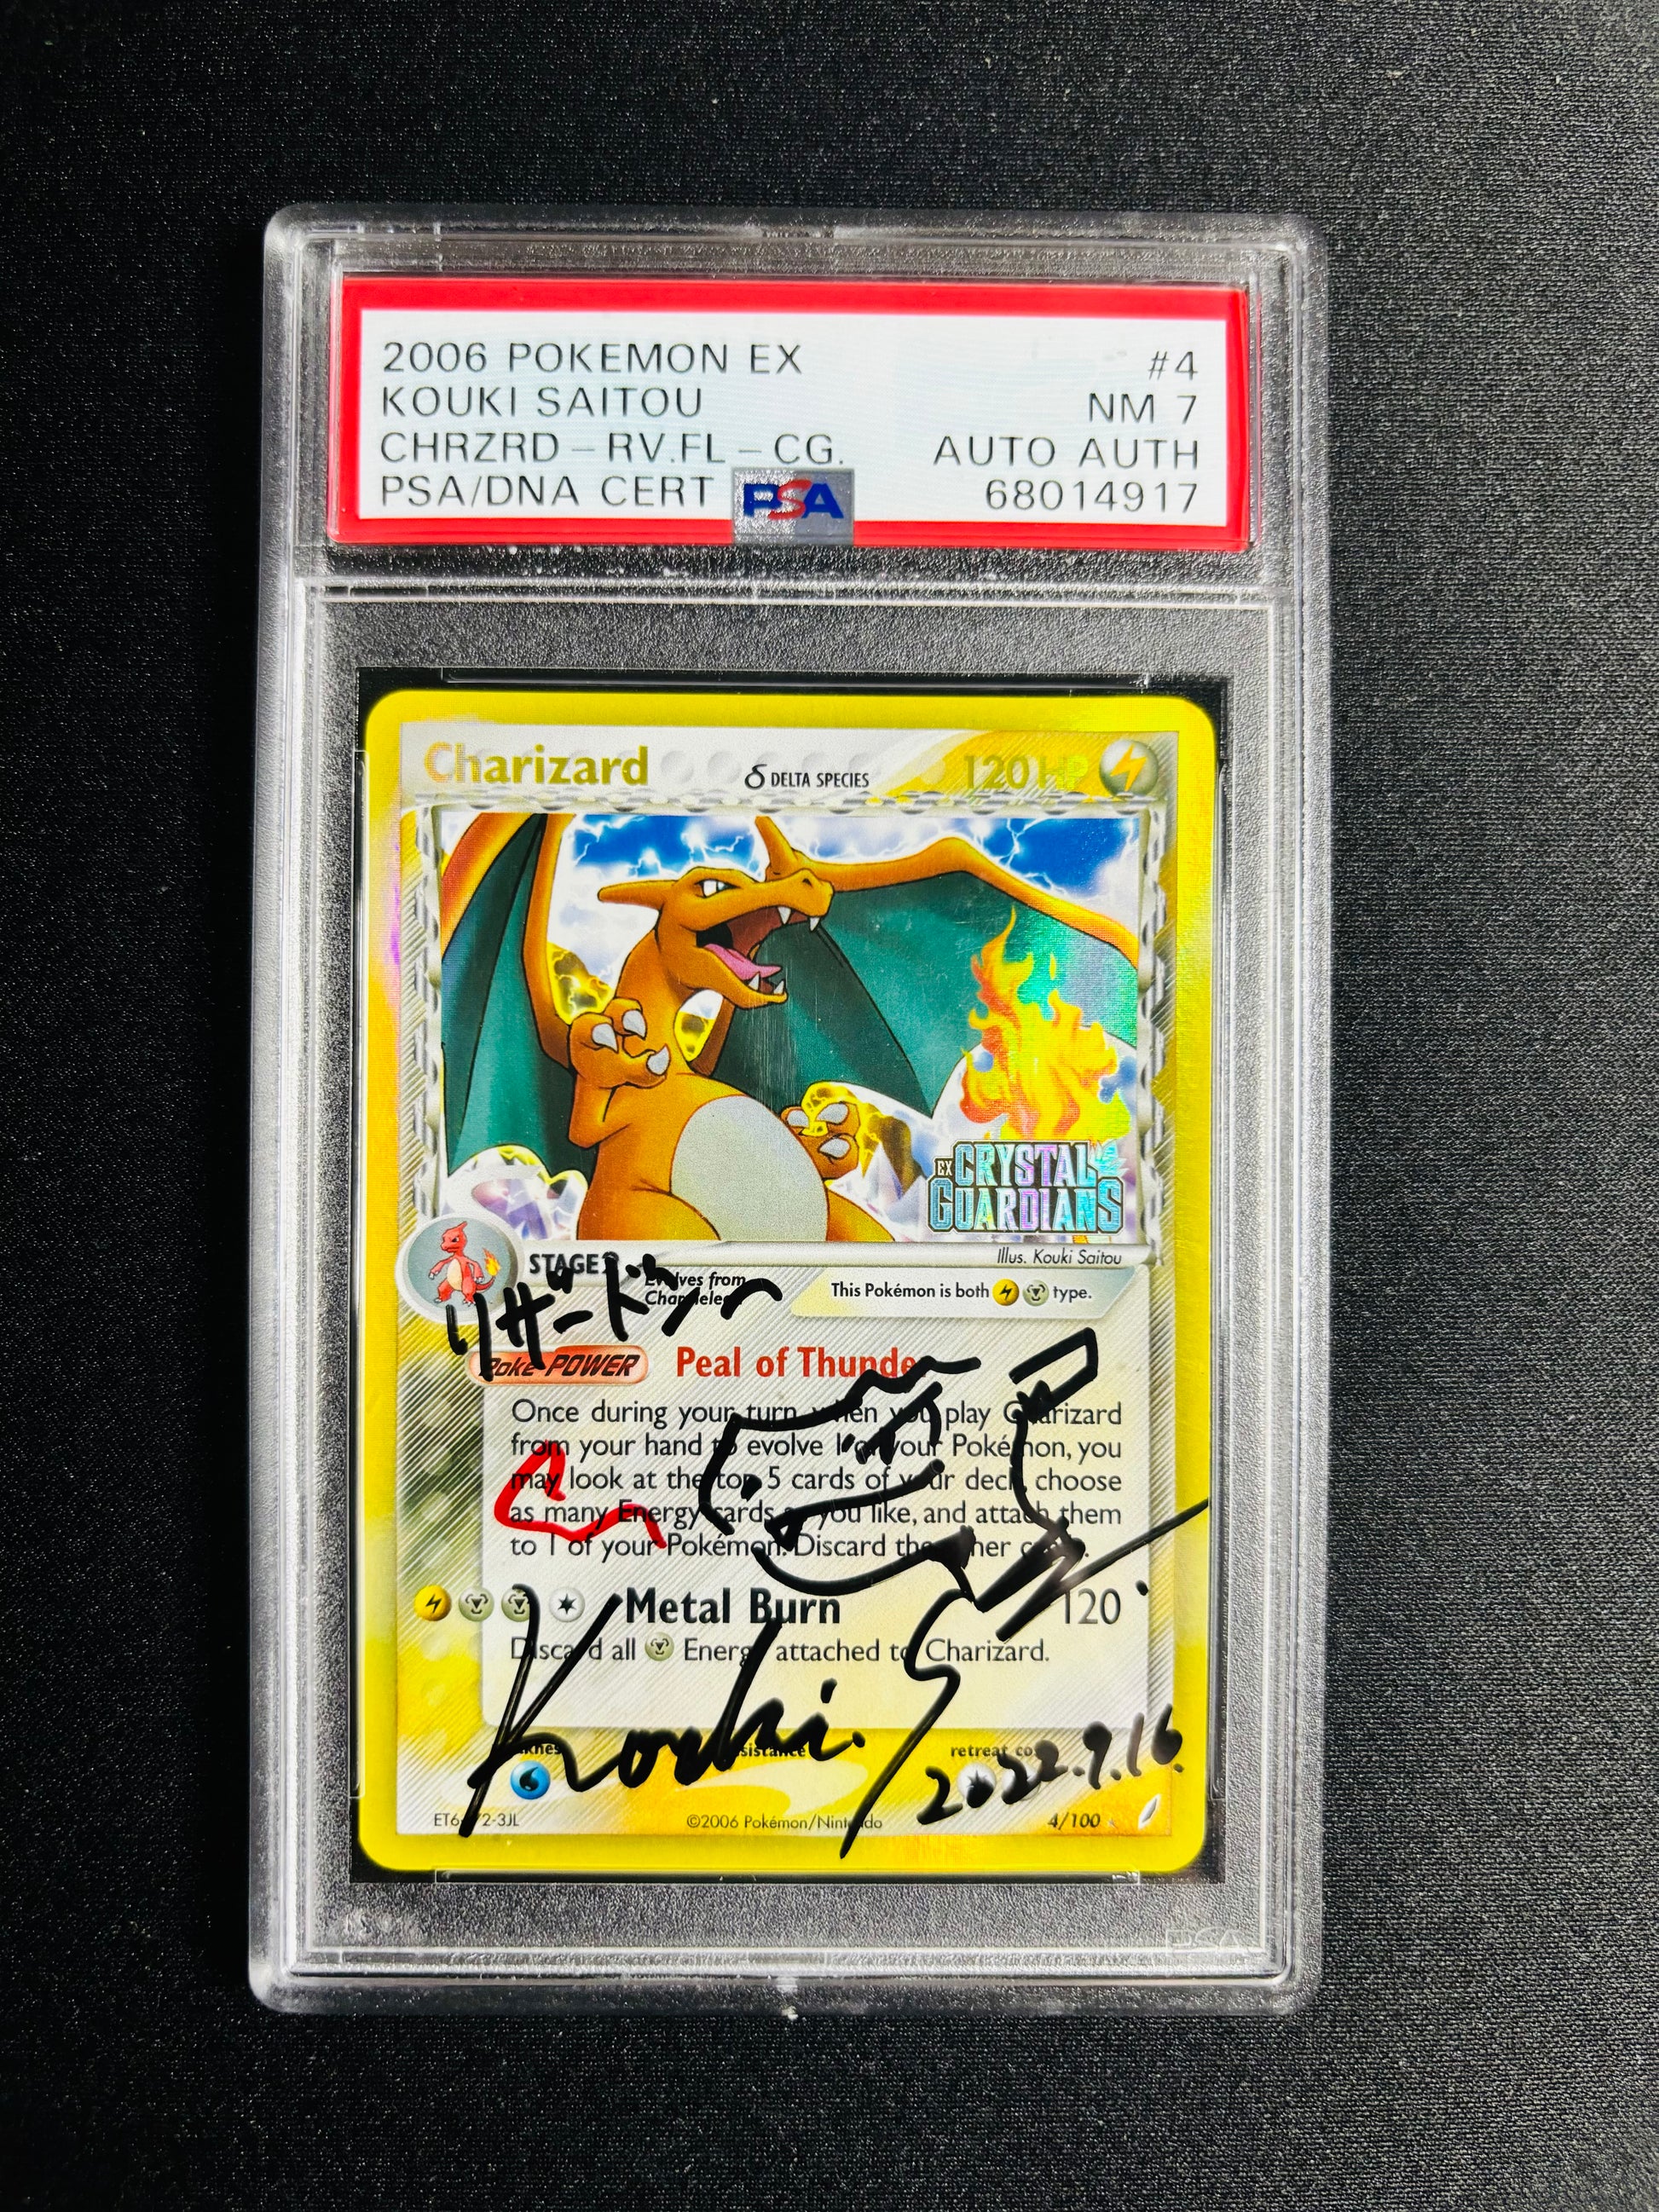 2006 POKEMON EX #4
KOUKI SAITOU NM 7
CHRZRD-RV.FL-CG. AUTO AUTH
PSA/DNA CERT PSA 68014917
Charizard δ DELTA SPECIES 120 HP
EX CRYSTAL
GUARDIANS
Illus. Kouki Saitou
STAGE 2
Evolves from
Charmeleon
This Pokémon is both type.
リザードン
Poké-POWER Peal of Thunder
Once during your turn, when you play Charizard
from your hand to evolve 1 of your Pokémon, you
may look at the top 5 cards of your deck, choose
as many Energy cards as you like, and attach them
to 1 of your Pokémon. Discard the other cards.
Metal Burn 120
Discard all Energy attached to Charizard.
Kouki.S
2022.9.16.
weakness resistance retreat cost
©2006 Pokémon/Nintendo
4/100
PSA